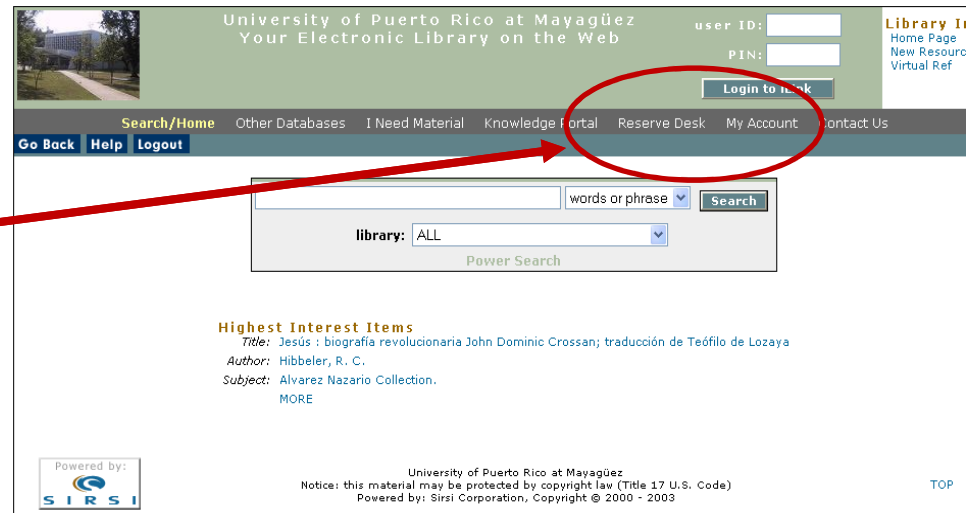 University of Puerto Rico at Mayagüez
Your Electronic Library on the Web
user ID:
PIN:
Login to iLink
Library
Home Page
New Resourc
Virtual Ref
Search/Home Other Databases I Need Material Knowledge Portal Reserve Desk My Account Contact Us
Go Back Help Logout
words or phrase Search
library: ALL
Power Search
Highest Interest Items
Title: Jesús : biografía revolucionaria John Dominic Crossan; traducción de Teófilo de Lozaya
Author: Hibbeler, R. C.
Subject: Alvarez Nazario Collection.
MORE
Powered by:
SIRSI
University of Puerto Rico at Mayagüez
Notice: this material may be protected by copyright law (Title 17 U.S. Code)
Powered by: Sirsi Corporation, Copyright © 2000 - 2003
TOP